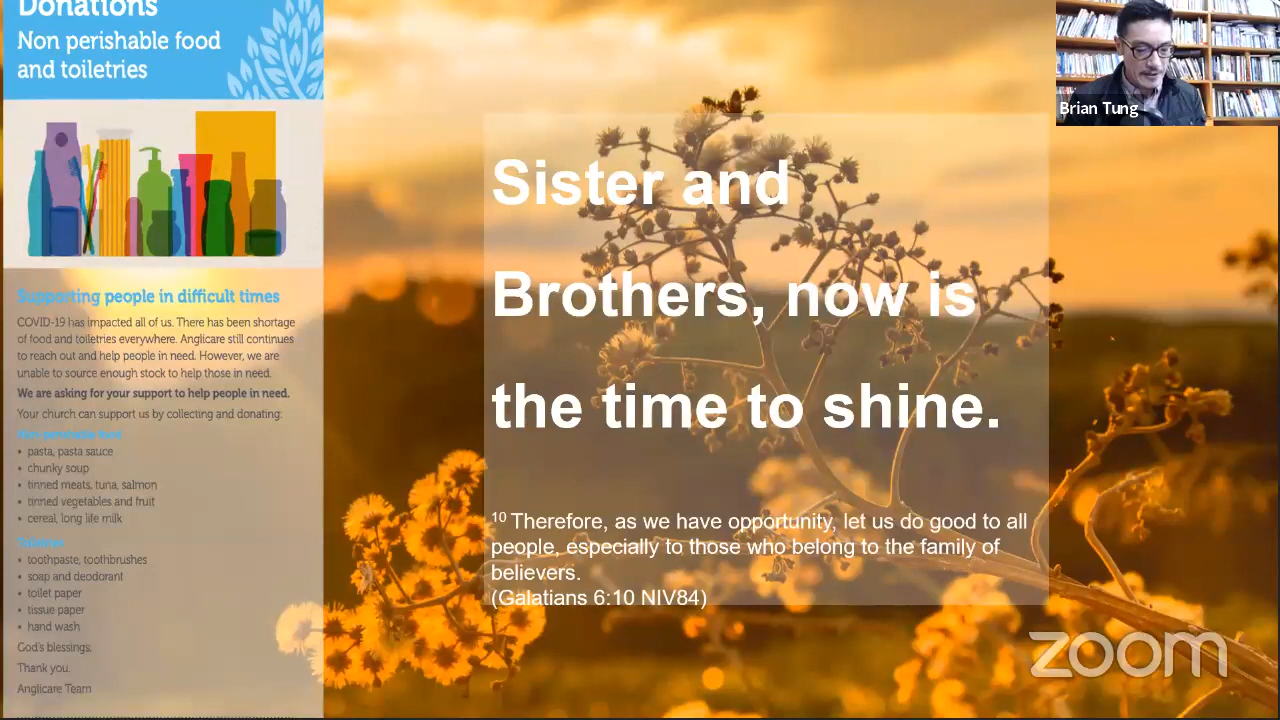 Donations
Non perishable food
and toiletries
Supporting people in difficult times
COVID-19 has impacted all of us. There has been shortage
of food and toiletries everywhere. Anglicare still continues
to reach out and help people in need. However, we are
unable to source enough stock to help those in need.
We are asking for your support to help people in need.
Your church can support us by collecting and donating:
Non perishable food
• pasta, pasta sauce
• chunky soup
• tinned meats, tuna, salmon
• tinned vegetables and fruit
• cereal, long life milk
Toiletries
• toothpaste, toothbrushes
• soap and deodorant
• toilet paper
• tissue paper
• hand wash
God's blessings,
Thank you.
Anglicare Team
Sister and
Brothers, now is
the time to shine.
10 Therefore, as we have opportunity, let us do good to all
people, especially to those who belong to the family of
believers.
(Galatians 6:10 NIV84)
Brian Tung
zoom